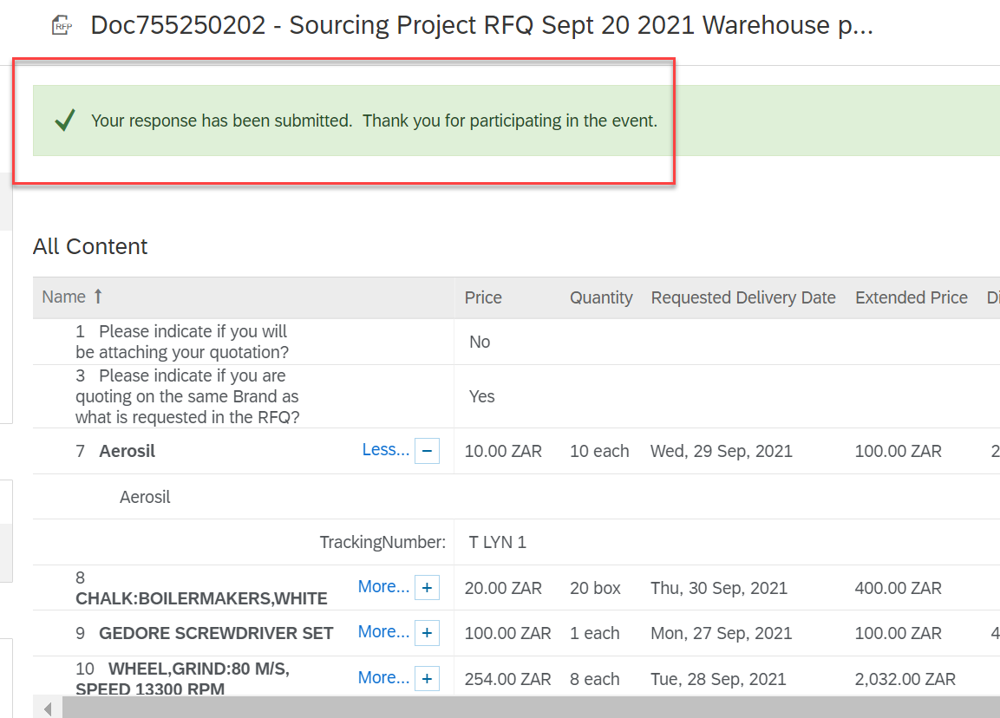 RFP Doc755250202 - Sourcing Project RFQ Sept 20 2021 Warehouse p...
Your response has been submitted. Thank you for participating in the event.
All Content
Name ↑ Price Quantity Requested Delivery Date Extended Price Di
1 Please indicate if you will
be attaching your quotation?
No
3 Please indicate if you are
quoting on the same Brand as
what is requested in the RFQ?
Yes
7 Aerosil Less... − 10.00 ZAR 10 each Wed, 29 Sep, 2021 100.00 ZAR 2
Aerosil
TrackingNumber: T LYN 1
8
CHALK:BOILERMAKERS,WHITE More... + 20.00 ZAR 20 box Thu, 30 Sep, 2021 400.00 ZAR
9 GEDORE SCREWDRIVER SET More... + 100.00 ZAR 1 each Mon, 27 Sep, 2021 100.00 ZAR 4
10 WHEEL,GRIND:80 M/S,
SPEED 13300 RPM More... + 254.00 ZAR 8 each Tue, 28 Sep, 2021 2,032.00 ZAR